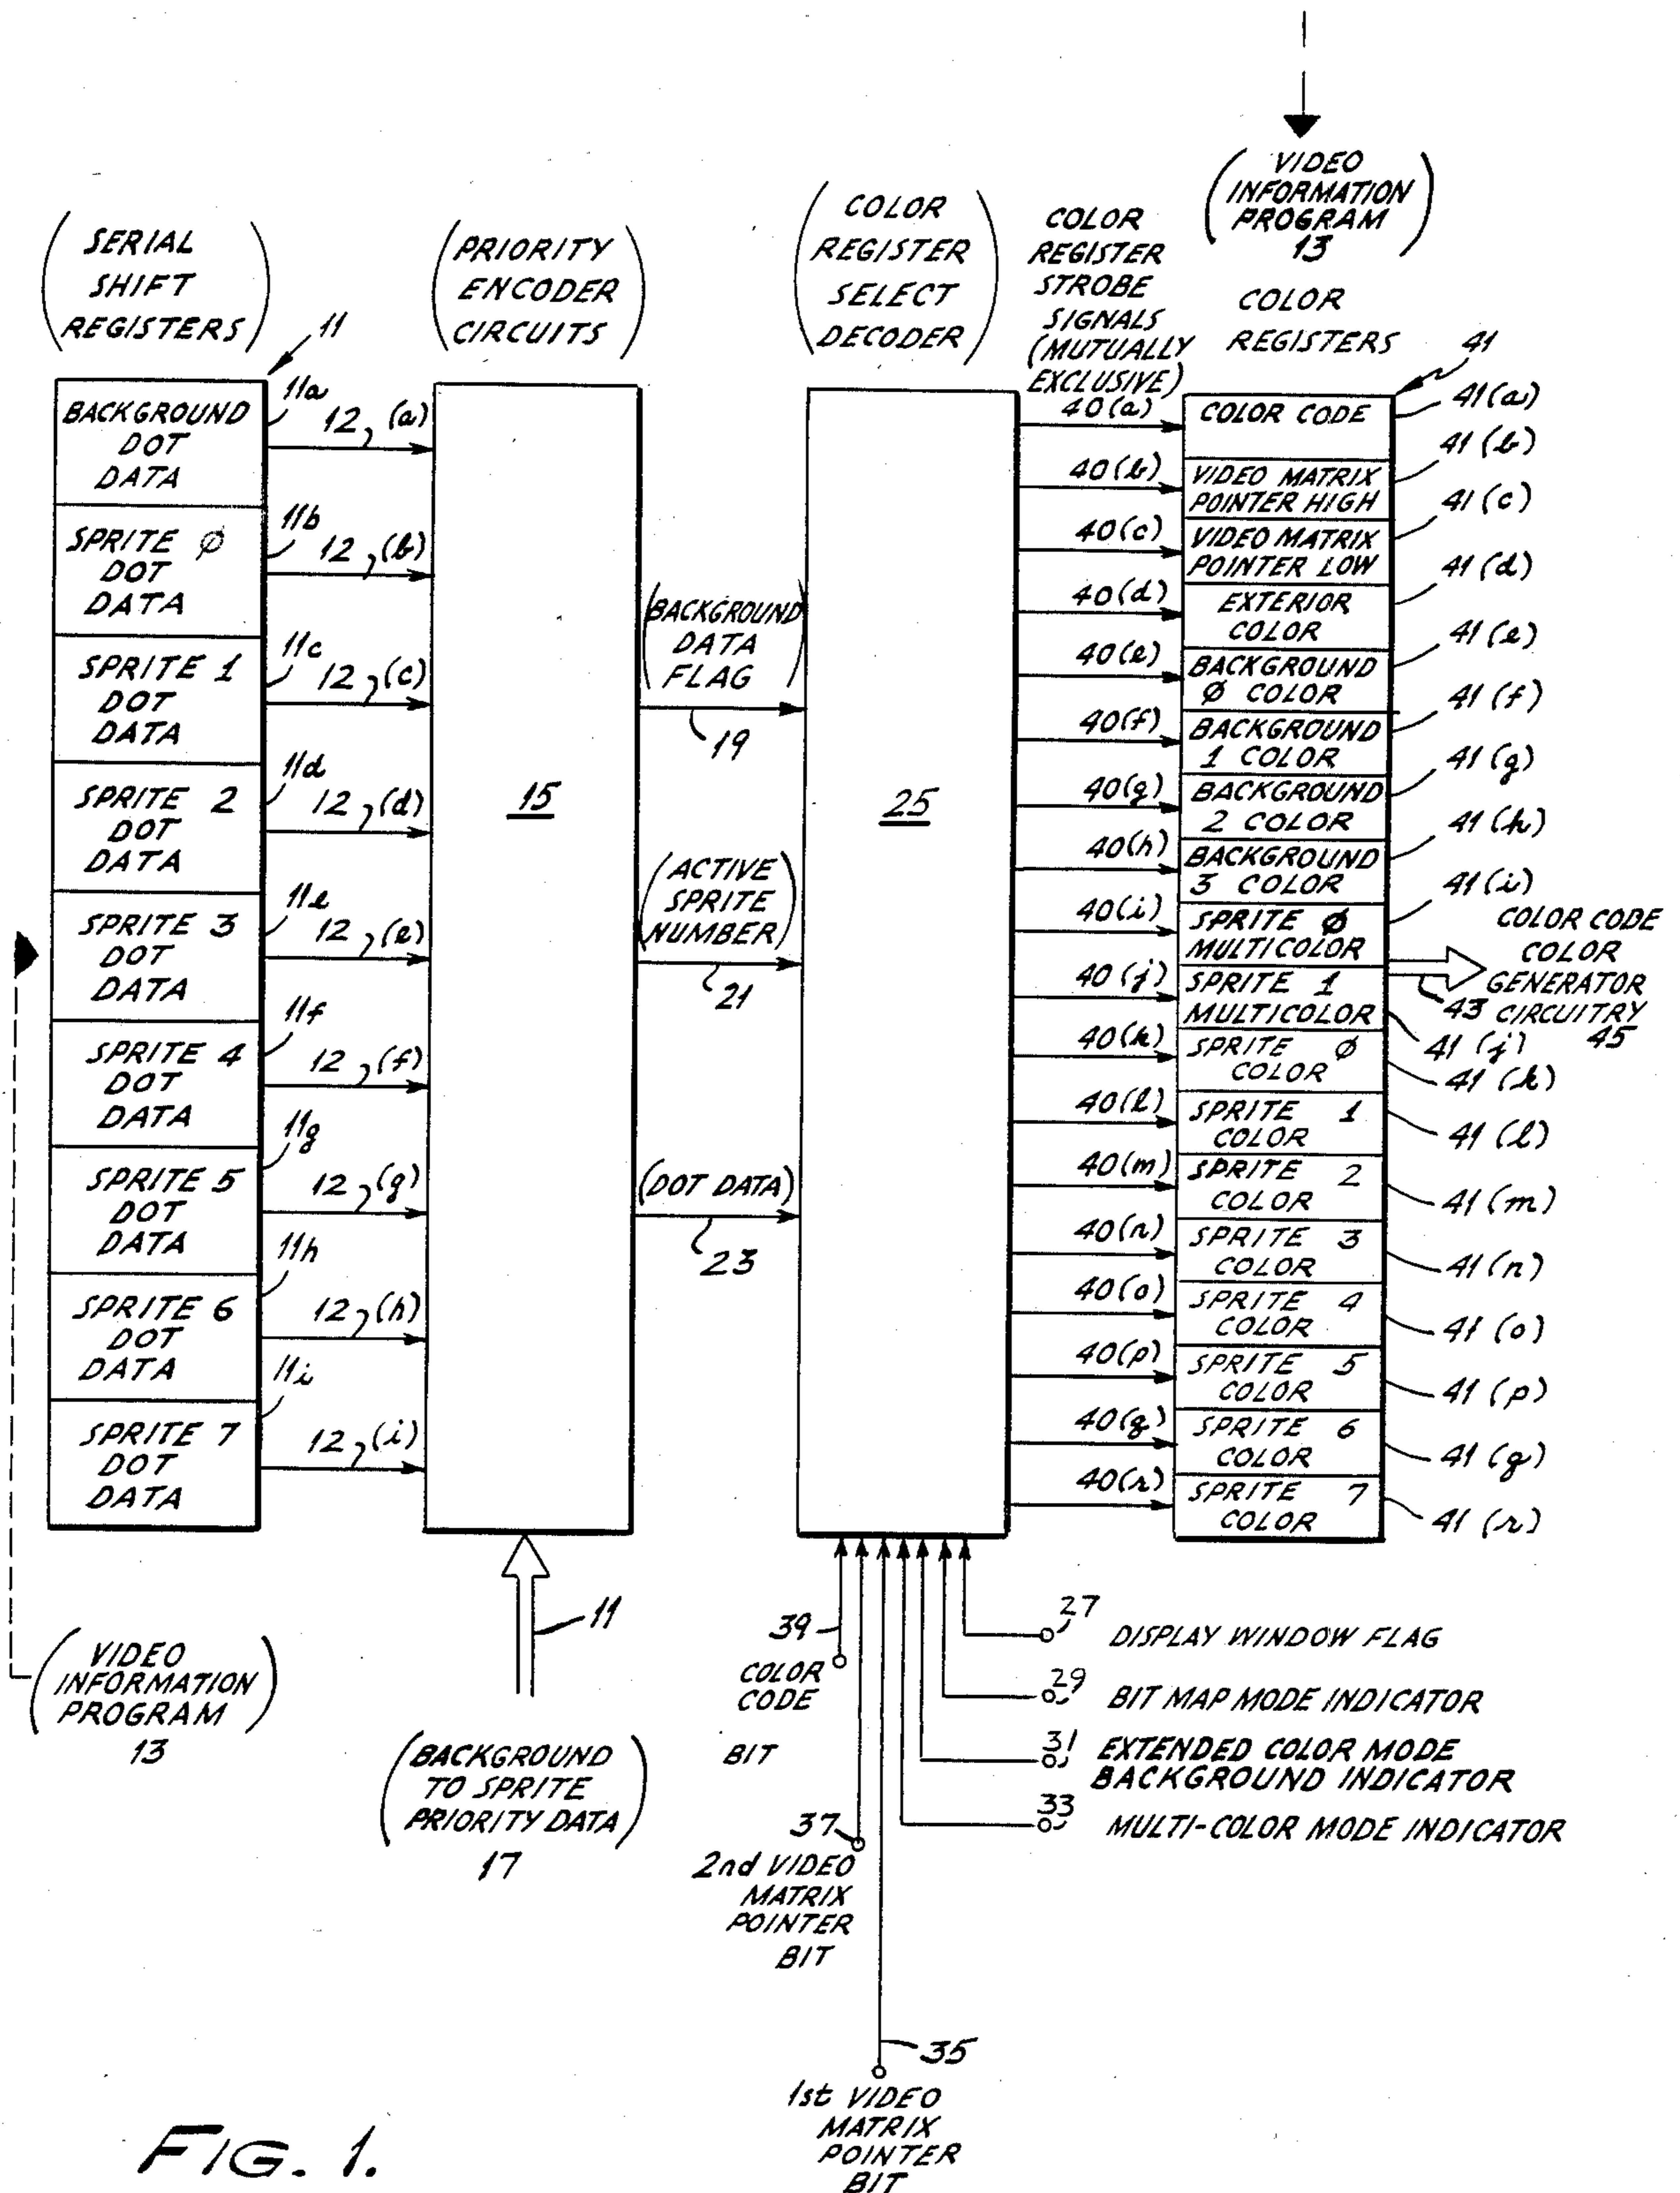 (SERIAL
SHIFT
REGISTERS)
11
(PRIORITY
ENCODER
CIRCUITS)
(COLOR
REGISTER
SELECT
DECODER)
COLOR
REGISTER
STROBE
SIGNALS
(MUTUALLY
EXCLUSIVE)
(VIDEO
INFORMATION
PROGRAM
13)
COLOR
REGISTERS
41
BACKGROUND
DOT
DATA
11a
12 (a)
SPRITE Ø
DOT
DATA
11b
12 (b)
SPRITE 1
DOT
DATA
11c
12 (c)
SPRITE 2
DOT
DATA
11d
12 (d)
SPRITE 3
DOT
DATA
11e
12 (e)
SPRITE 4
DOT
DATA
11f
12 (f)
SPRITE 5
DOT
DATA
11g
12 (g)
SPRITE 6
DOT
DATA
11h
12 (h)
SPRITE 7
DOT
DATA
11i
12 (i)
15
(BACKGROUND
DATA
FLAG)
19
(ACTIVE
SPRITE
NUMBER)
21
(DOT DATA)
23
25
40(a)
COLOR CODE
41(a)
40(b)
VIDEO MATRIX
POINTER HIGH
41(b)
40(c)
VIDEO MATRIX
POINTER LOW
41(c)
40(d)
EXTERIOR
COLOR
41(d)
40(e)
BACKGROUND
Ø COLOR
41(e)
40(f)
BACKGROUND
1 COLOR
41(f)
40(g)
BACKGROUND
2 COLOR
41(g)
40(h)
BACKGROUND
3 COLOR
41(h)
40(i)
SPRITE Ø
MULTICOLOR
41(i)
COLOR CODE
COLOR
GENERATOR
43 CIRCUITRY
45
40(j)
SPRITE 1
MULTICOLOR
41(j)
40(k)
SPRITE Ø
COLOR
41(k)
40(l)
SPRITE 1
COLOR
41(l)
40(m)
SPRITE 2
COLOR
41(m)
40(n)
SPRITE 3
COLOR
41(n)
40(o)
SPRITE 4
COLOR
41(o)
40(p)
SPRITE 5
COLOR
41(p)
40(q)
SPRITE 6
COLOR
41(q)
40(r)
SPRITE 7
COLOR
41(r)
(VIDEO
INFORMATION
PROGRAM)
13
11
(BACKGROUND
TO SPRITE
PRIORITY DATA)
17
39
COLOR
CODE
BIT
37
2nd VIDEO
MATRIX
POINTER
BIT
35
1st VIDEO
MATRIX
POINTER
BIT
27 DISPLAY WINDOW FLAG
29 BIT MAP MODE INDICATOR
31 EXTENDED COLOR MODE
BACKGROUND INDICATOR
33 MULTI-COLOR MODE INDICATOR
FIG. 1.